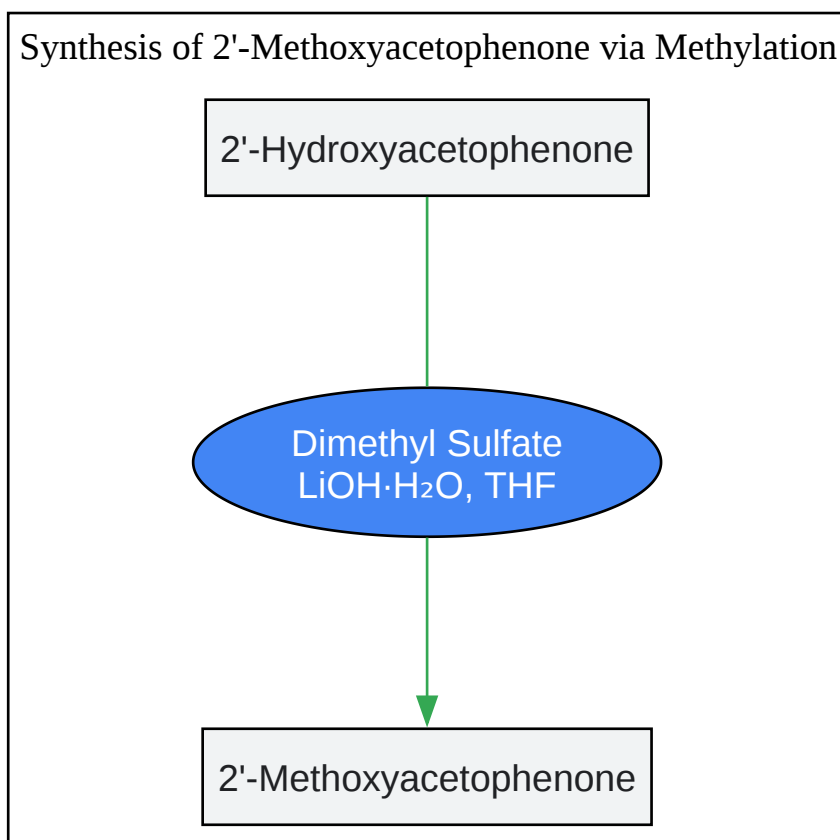 Synthesis of 2'-Methoxyacetophenone via Methylation
2'-Hydroxyacetophenone
Dimethyl Sulfate
LiOH·H₂O, THF
2'-Methoxyacetophenone